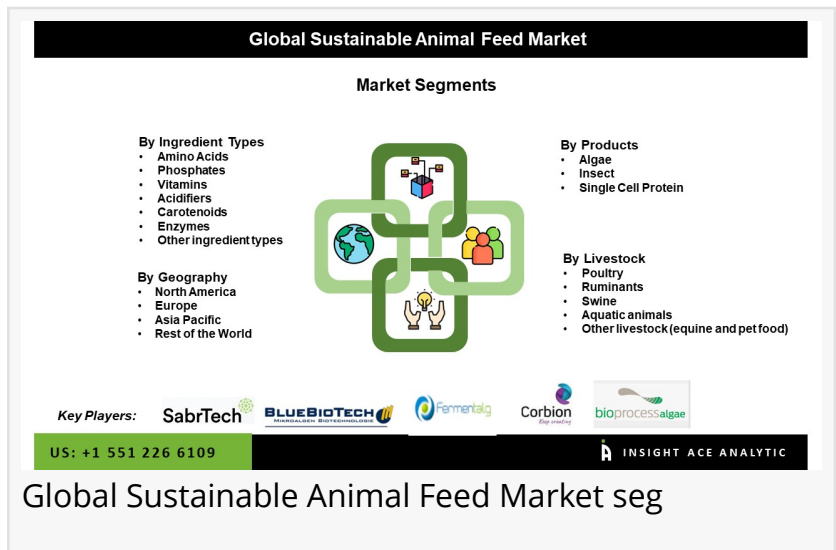 Global Sustainable Animal Feed Market
Market Segments
By Ingredient Types
• Amino Acids
• Phosphates
• Vitamins
• Acidifiers
• Carotenoids
• Enzymes
• Other ingredient types
By Geography
• North America
• Europe
• Asia Pacific
• Rest of the World
By Products
• Algae
• Insect
• Single Cell Protein
By Livestock
• Poultry
• Ruminants
• Swine
• Aquatic animals
• Other livestock (equine and pet food)
Key Players:
SabrTech
BLUEBIOTECH
MIKROALGEN BIOTECHNOLOGIE
Fermentalg
Corbion
Keep creating
bioprocessalgae
US: +1 551 226 6109
INSIGHT ACE ANALYTIC
Global Sustainable Animal Feed Market seg